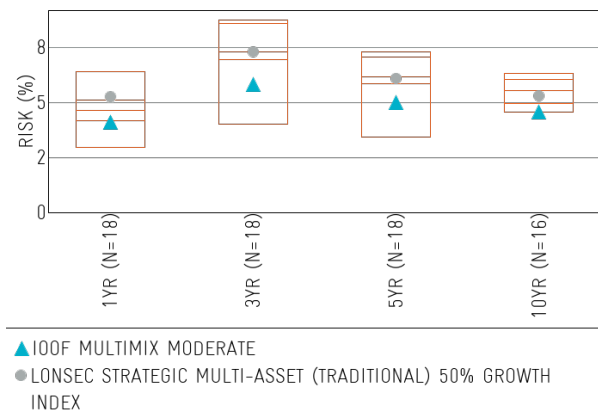 8
5
2
0
RISK (%)
1YR (N=18)
3YR (N=18)
5YR (N=18)
10YR (N=16)
IOOF MULTIMIX MODERATE
LONSEC STRATEGIC MULTI-ASSET (TRADITIONAL) 50% GROWTH
INDEX